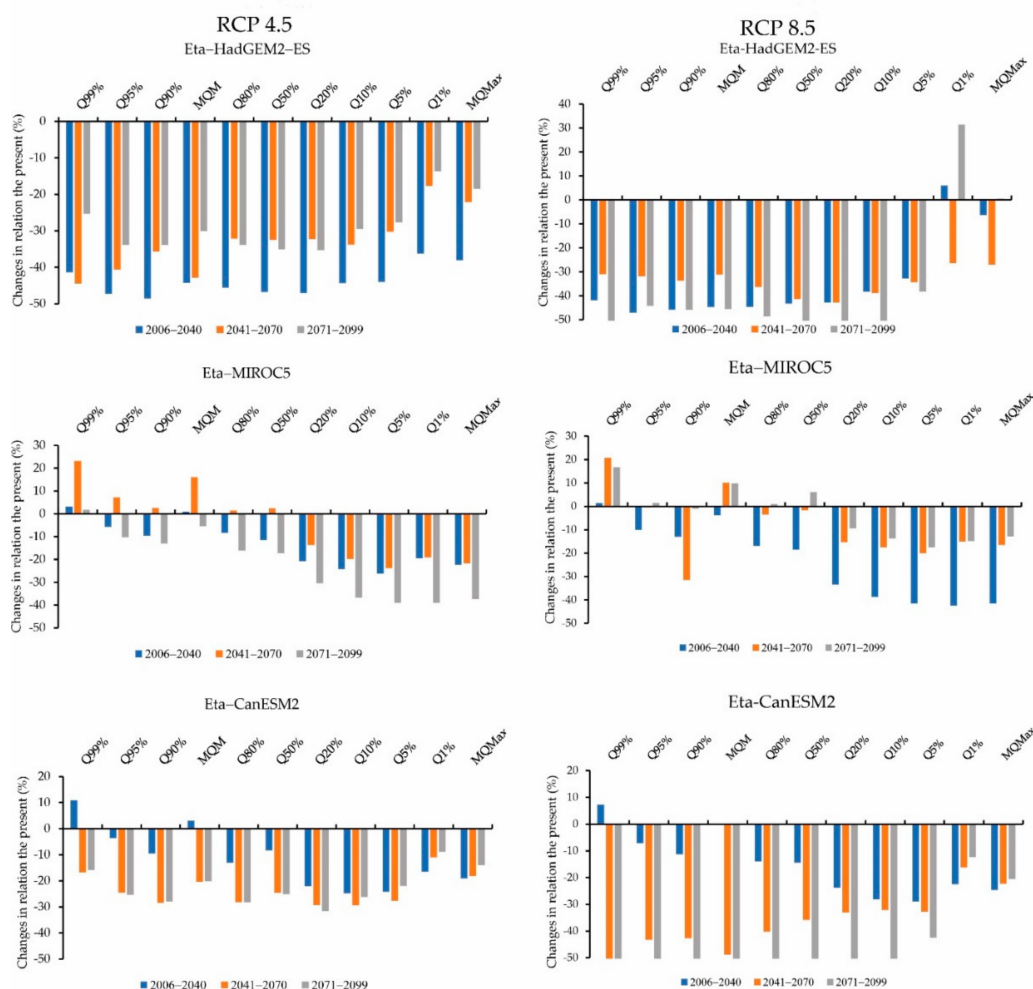 RCP 4.5
Eta–HadGEM2–ES
Q99% Q95% Q90% MQM Q80% Q50% Q20% Q10% Q5% Q1% MQMax
Changes in relation the present (%)
0
-10
-20
-30
-40
-50
2006–2040 2041–2070 2071–2099
RCP 8.5
Eta-HadGEM2-ES
Q99% Q95% Q90% MQM Q80% Q50% Q20% Q10% Q5% Q1% MQMax
Changes in relation the present (%)
40
30
20
10
0
-10
-20
-30
-40
-50
2006–2040 2041–2070 2071–2099
Eta–MIROC5
Q99% Q95% Q90% MQM Q80% Q50% Q20% Q10% Q5% Q1% MQMax
Changes in relation the present (%)
30
20
10
0
-10
-20
-30
-40
-50
2006–2040 2041–2070 2071–2099
Eta–MIROC5
Q99% Q95% Q90% MQM Q80% Q50% Q20% Q10% Q5% Q1% MQMax
Changes in relation the present (%)
30
20
10
0
-10
-20
-30
-40
-50
2006–2040 2041–2070 2071–2099
Eta–CanESM2
Q99% Q95% Q90% MQM Q80% Q50% Q20% Q10% Q5% Q1% MQMax
Changes in relation the present (%)
20
10
0
-10
-20
-30
-40
-50
2006–2040 2041–2070 2071–2099
Eta-CanESM2
Q99% Q95% Q90% MQM Q80% Q50% Q20% Q10% Q5% Q1% MQMax
Changes in relation the present (%)
20
10
0
-10
-20
-30
-40
-50
2006–2040 2041–2070 2071–2099